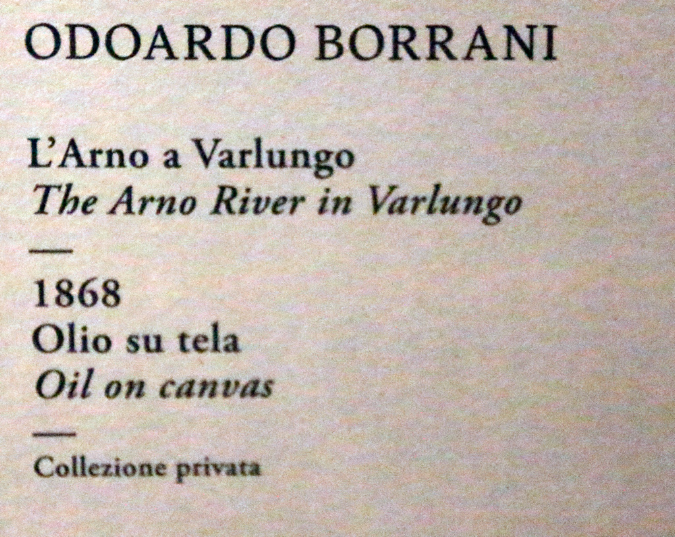 ODOARDO BORRANI
L'Arno a Varlungo
The Arno River in Varlungo
—
1868
Olio su tela
Oil on canvas
—
Collezione privata